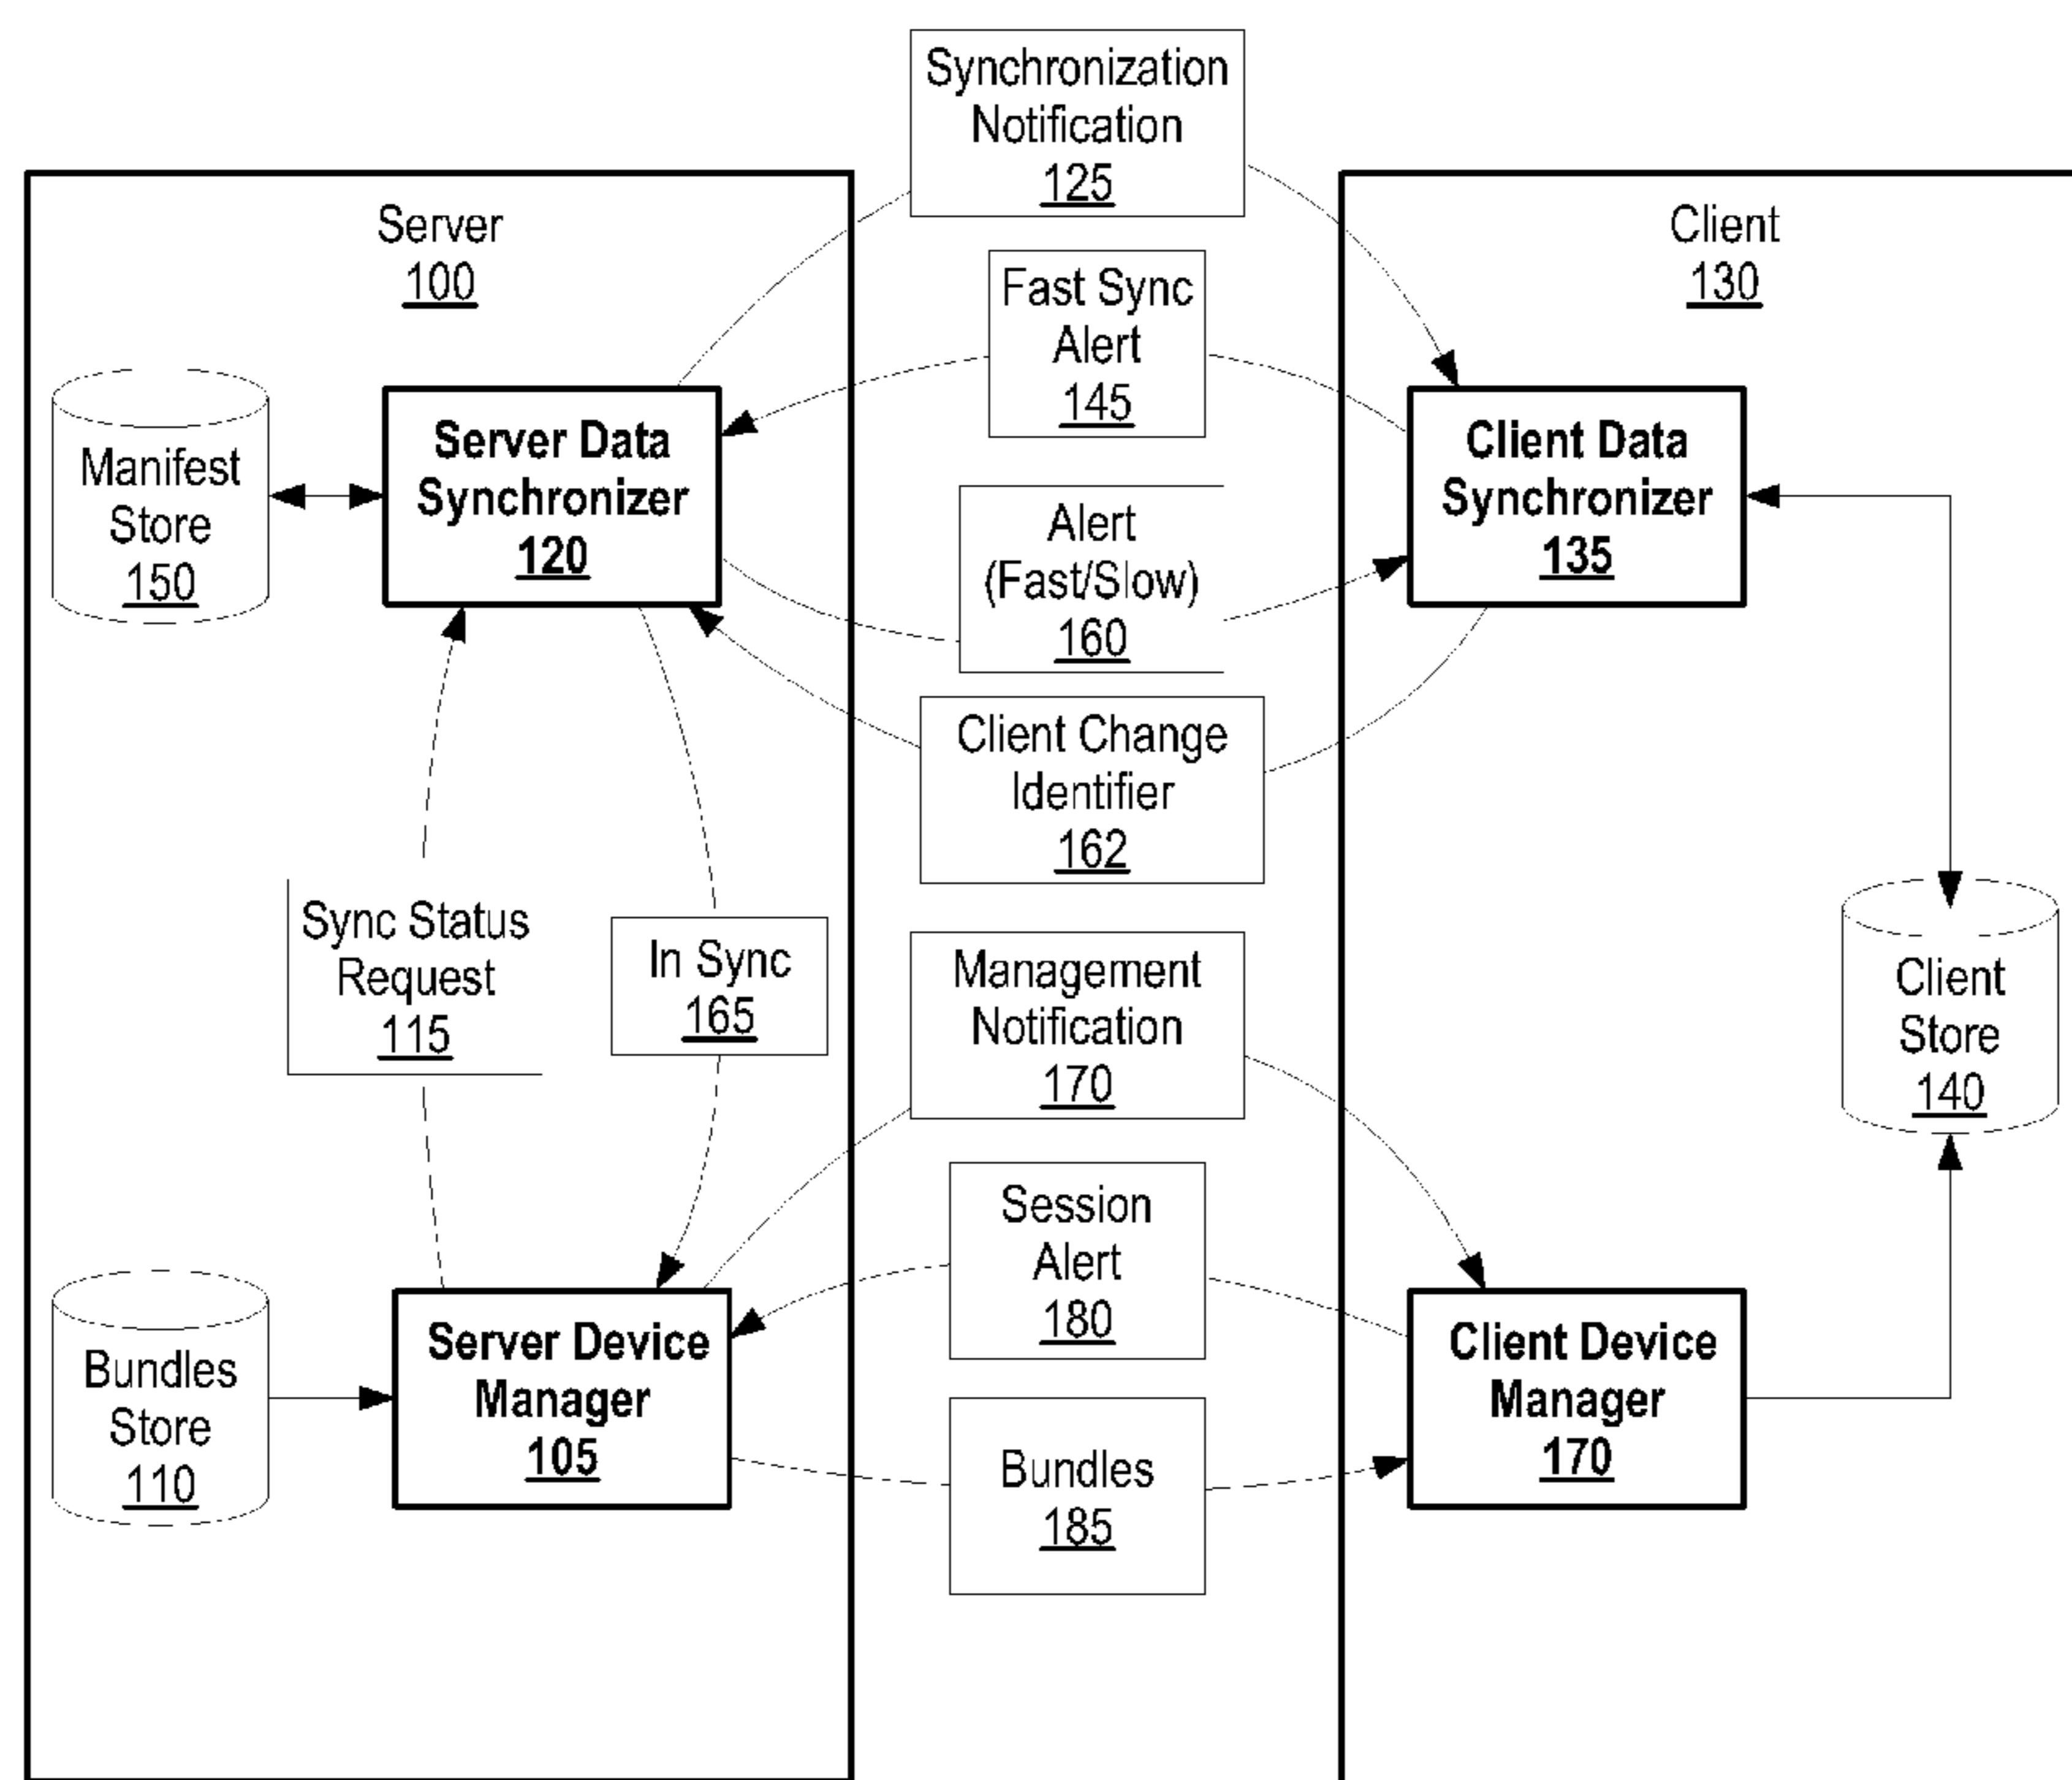 Synchronization
Notification
125
Server
100
Client
130
Fast Sync
Alert
145
Manifest
Store
150
Server Data
Synchronizer
120
Client Data
Synchronizer
135
Alert
(Fast/Slow)
160
Client Change
Identifier
162
Sync Status
Request
115
In Sync
165
Management
Notification
170
Client
Store
140
Session
Alert
180
Bundles
Store
110
Server Device
Manager
105
Client Device
Manager
170
Bundles
185